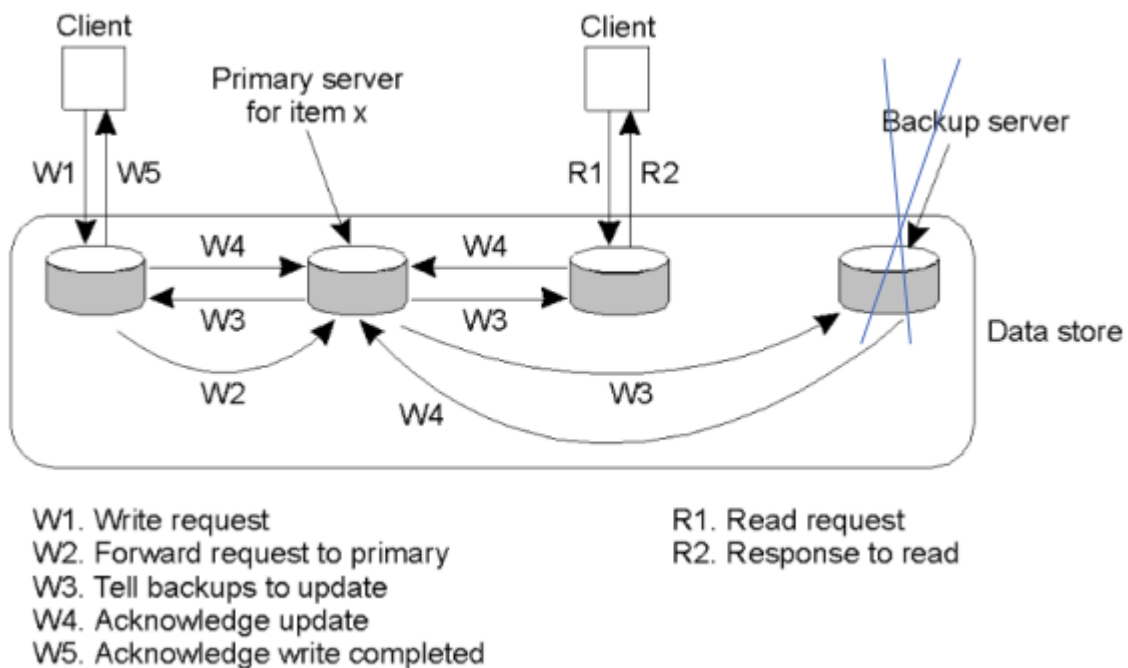 Client
Client
Primary server
for item x
Backup server
W1
W5
R1
R2
W4
W4
W3
W3
Data store
W2
W3
W4
W1. Write request
W2. Forward request to primary
W3. Tell backups to update
W4. Acknowledge update
W5. Acknowledge write completed
R1. Read request
R2. Response to read